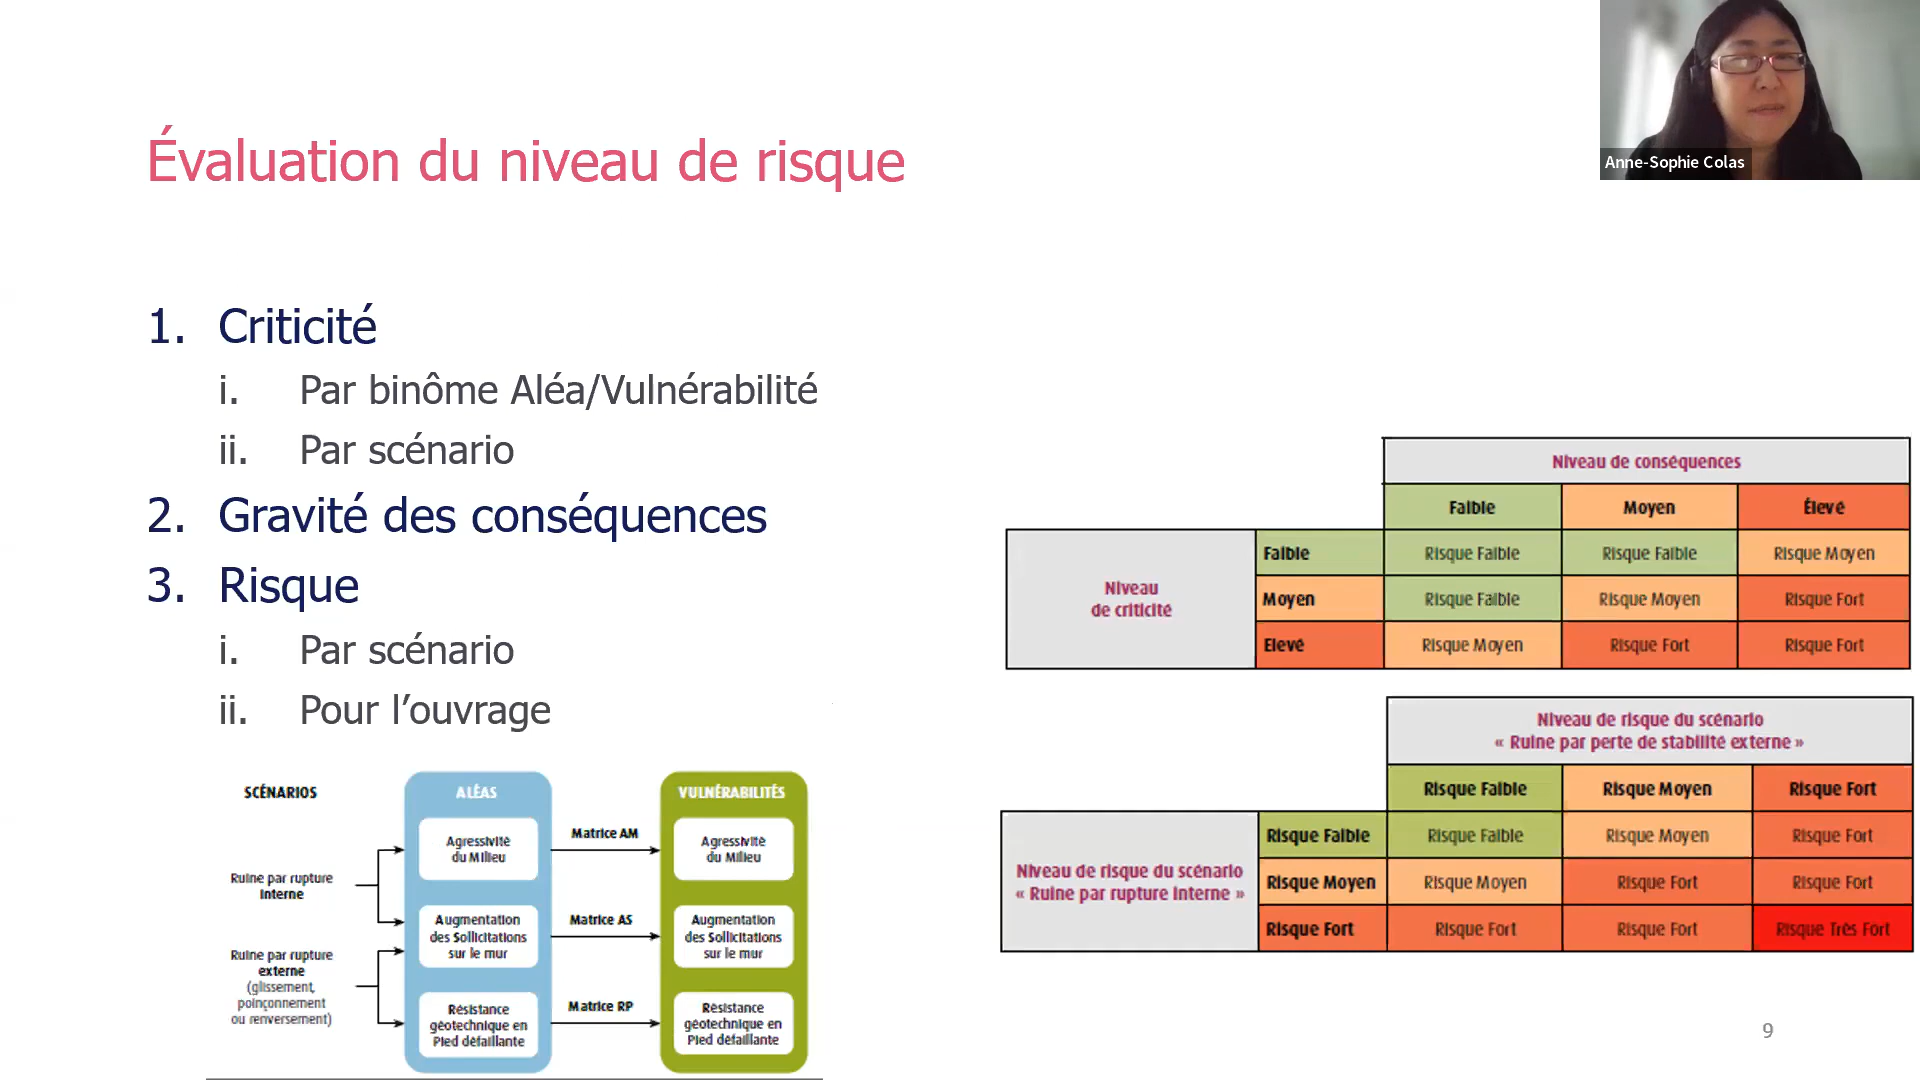 Évaluation du niveau de risque
Anne-Sophie Colas
1. Criticité
i. Par binôme Aléa/Vulnérabilité
ii. Par scénario
2. Gravité des conséquences
3. Risque
i. Par scénario
ii. Pour l’ouvrage
SCÉNARIOS
ALÉAS
VULNÉRABILITÉS
Ruine par rupture
interne
Ruine par rupture
externe
(glissement,
poinçonnement
ou renversement)
Agressivité
du Milieu
Matrice AM
Agressivité
du Milieu
Augmentation
des Sollicitations
sur le mur
Matrice AS
Augmentation
des Sollicitations
sur le mur
Résistance
géotechnique en
Pied défaillante
Matrice RP
Résistance
géotechnique en
Pied défaillante
Niveau de conséquences
Faible Moyen Élevé
Niveau
de criticité
Faible Risque Faible Risque Faible Risque Moyen
Moyen Risque Faible Risque Moyen Risque Fort
Elevé Risque Moyen Risque Fort Risque Fort
Niveau de risque du scénario
« Ruine par perte de stabilité externe »
Risque Faible Risque Moyen Risque Fort
Niveau de risque du scénario
« Ruine par rupture interne »
Risque Faible Risque Faible Risque Moyen Risque Fort
Risque Moyen Risque Moyen Risque Fort Risque Fort
Risque Fort Risque Fort Risque Fort Risque Très Fort
9